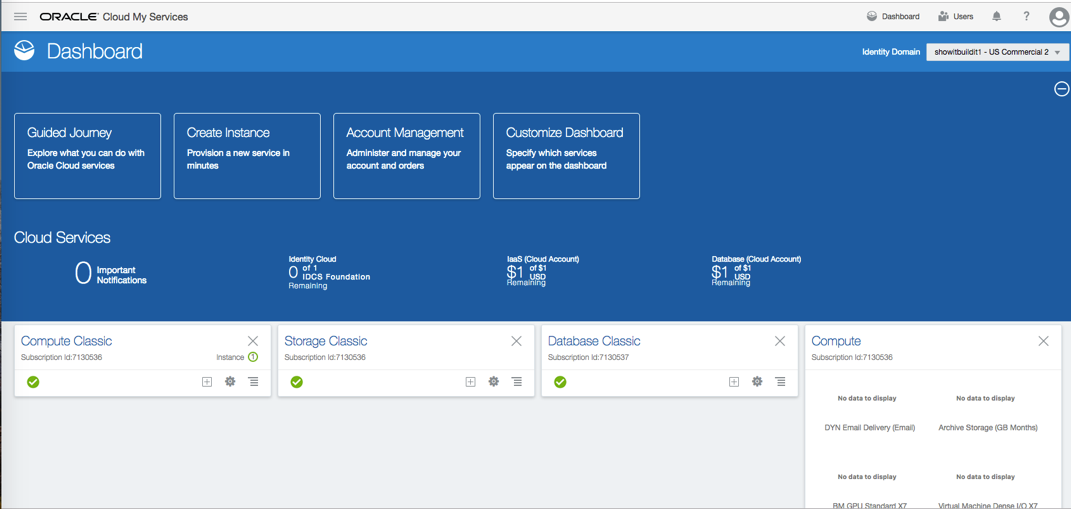 ORACLE Cloud My Services
Dashboard
Users
?
Dashboard
Identity Domain
showitbuildit1 - US Commercial 2
Guided Journey
Explore what you can do with
Oracle Cloud services
Create Instance
Provision a new service in
minutes
Account Management
Administer and manage your
account and orders
Customize Dashboard
Specify which services
appear on the dashboard
Cloud Services
0 Important
Notifications
Identity Cloud
0 of 1
IDCS Foundation
Remaining
IaaS (Cloud Account)
$1 of $1
USD
Remaining
Database (Cloud Account)
$1 of $1
USD
Remaining
Compute Classic
Subscription Id:7130536
Instance 1
Storage Classic
Subscription Id:7130536
Database Classic
Subscription Id:7130537
Compute
Subscription Id:7130536
No data to display
No data to display
DYN Email Delivery (Email)
Archive Storage (GB Months)
No data to display
No data to display
BM GPU Standard X7
Virtual Machine Dense I/O X7